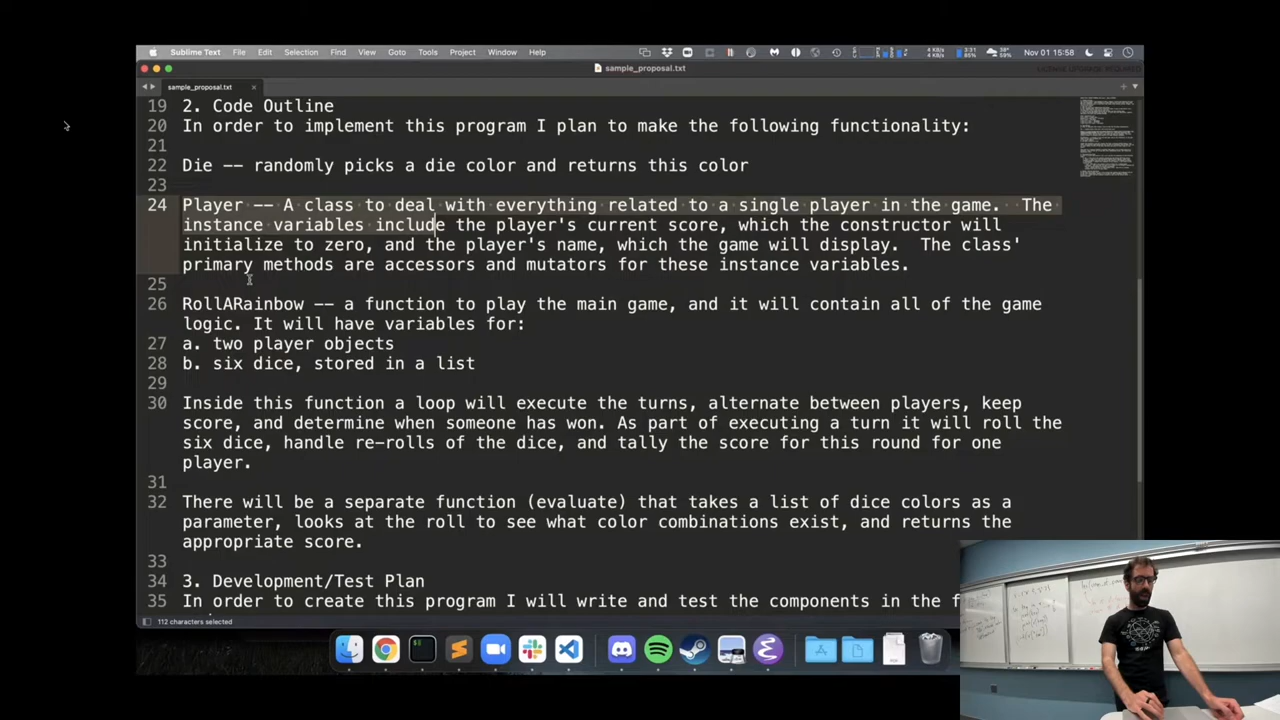 Sublime Text File Edit Selection Find View Goto Tools Project Window Help
Nov 01 15:58
sample_proposal.txt
sample_proposal.txt
19 2. Code Outline
20 In order to implement this program I plan to make the following functionality:
21
22 Die -- randomly picks a die color and returns this color
23
24 Player -- A class to deal with everything related to a single player in the game.  The
instance variables include the player's current score, which the constructor will
initialize to zero, and the player's name, which the game will display.  The class'
primary methods are accessors and mutators for these instance variables.
25
26 RollARainbow -- a function to play the main game, and it will contain all of the game
logic. It will have variables for:
27 a. two player objects
28 b. six dice, stored in a list
29
30 Inside this function a loop will execute the turns, alternate between players, keep
score, and determine when someone has won. As part of executing a turn it will roll the
six dice, handle re-rolls of the dice, and tally the score for this round for one
player.
31
32 There will be a separate function (evaluate) that takes a list of dice colors as a
parameter, looks at the roll to see what color combinations exist, and returns the
appropriate score.
33
34 3. Development/Test Plan
35 In order to create this program I will write and test the components in the
112 characters selected